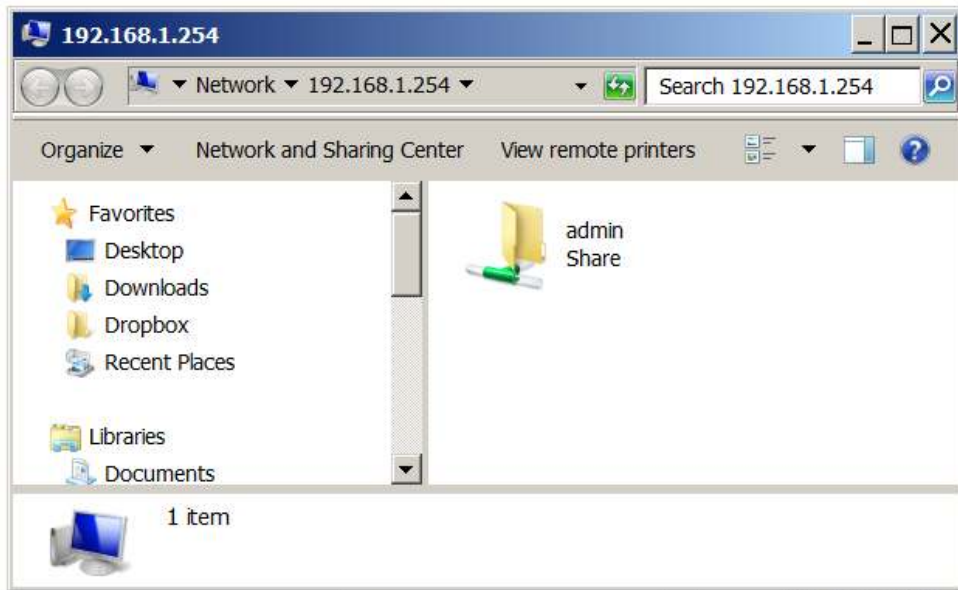 192.168.1.254
Network 192.168.1.254
Search 192.168.1.254
Organize
Network and Sharing Center
View remote printers
Favorites
Desktop
Downloads
Dropbox
Recent Places
Libraries
Documents
admin
Share
1 item